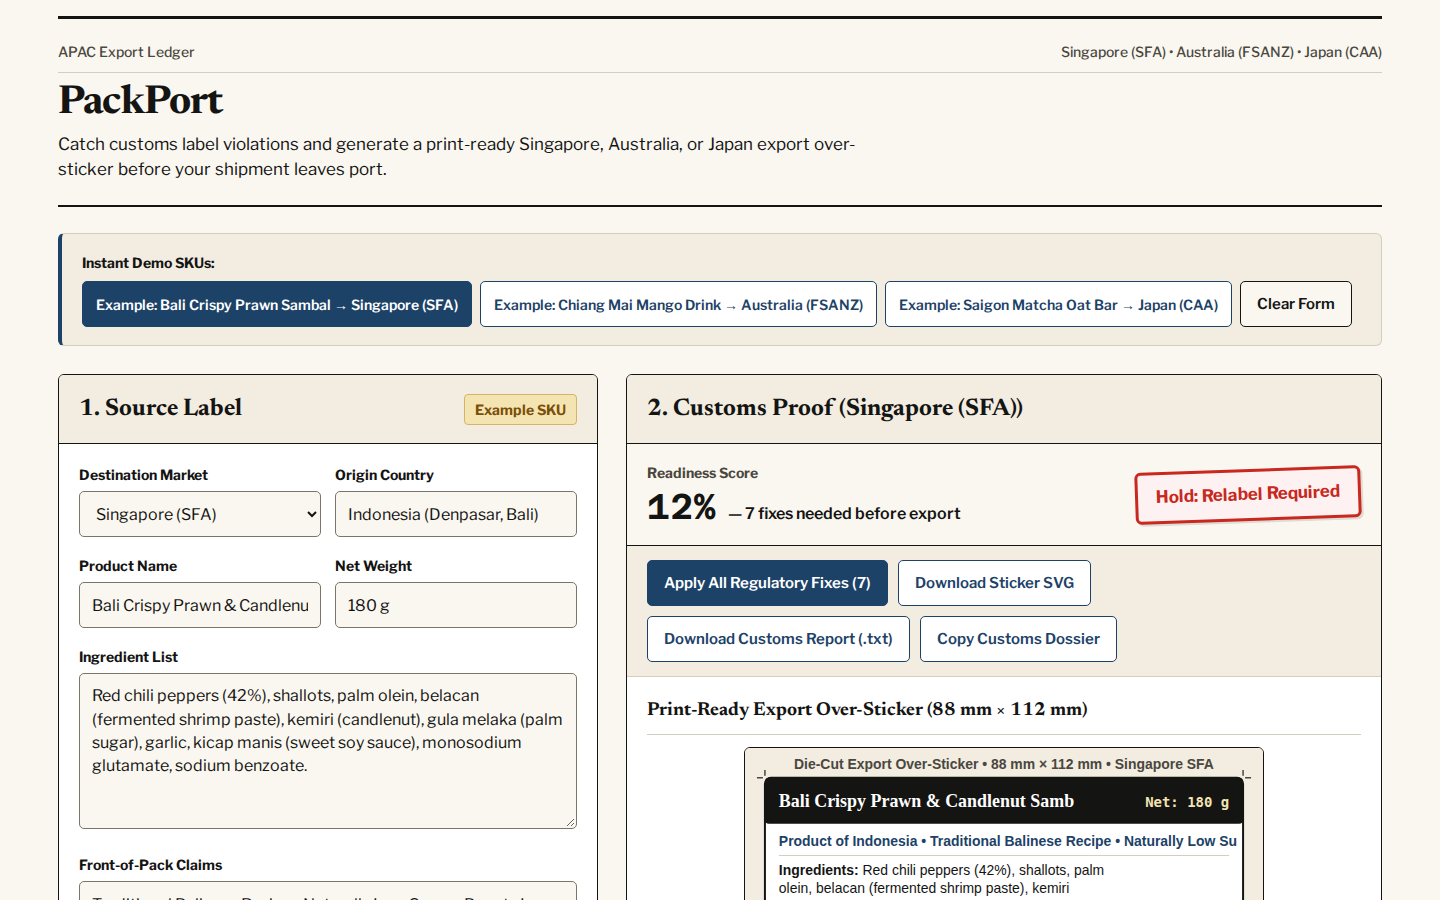 APAC Export Ledger
Singapore (SFA) • Australia (FSANZ) • Japan (CAA)
PackPort
Catch customs label violations and generate a print-ready Singapore, Australia, or Japan export over-
sticker before your shipment leaves port.
Instant Demo SKUs:
Example: Bali Crispy Prawn Sambal → Singapore (SFA)
Example: Chiang Mai Mango Drink → Australia (FSANZ)
Example: Saigon Matcha Oat Bar → Japan (CAA)
Clear Form
1. Source Label
Example SKU
Destination Market
Origin Country
Singapore (SFA)
Indonesia (Denpasar, Bali)
Product Name
Net Weight
Bali Crispy Prawn & Candlenu
180 g
Ingredient List
Red chili peppers (42%), shallots, palm olein, belacan
(fermented shrimp paste), kemiri (candlenut), gula melaka (palm
sugar), garlic, kicap manis (sweet soy sauce), monosodium
glutamate, sodium benzoate.
Front-of-Pack Claims
2. Customs Proof (Singapore (SFA))
Readiness Score
12% — 7 fixes needed before export
Hold: Relabel Required
Apply All Regulatory Fixes (7)
Download Sticker SVG
Download Customs Report (.txt)
Copy Customs Dossier
Print-Ready Export Over-Sticker (88 mm × 112 mm)
Die-Cut Export Over-Sticker • 88 mm × 112 mm • Singapore SFA
Bali Crispy Prawn & Candlenut Samb
Net: 180 g
Product of Indonesia • Traditional Balinese Recipe • Naturally Low Su
Ingredients: Red chili peppers (42%), shallots, palm
olein, belacan (fermented shrimp paste), kemiri